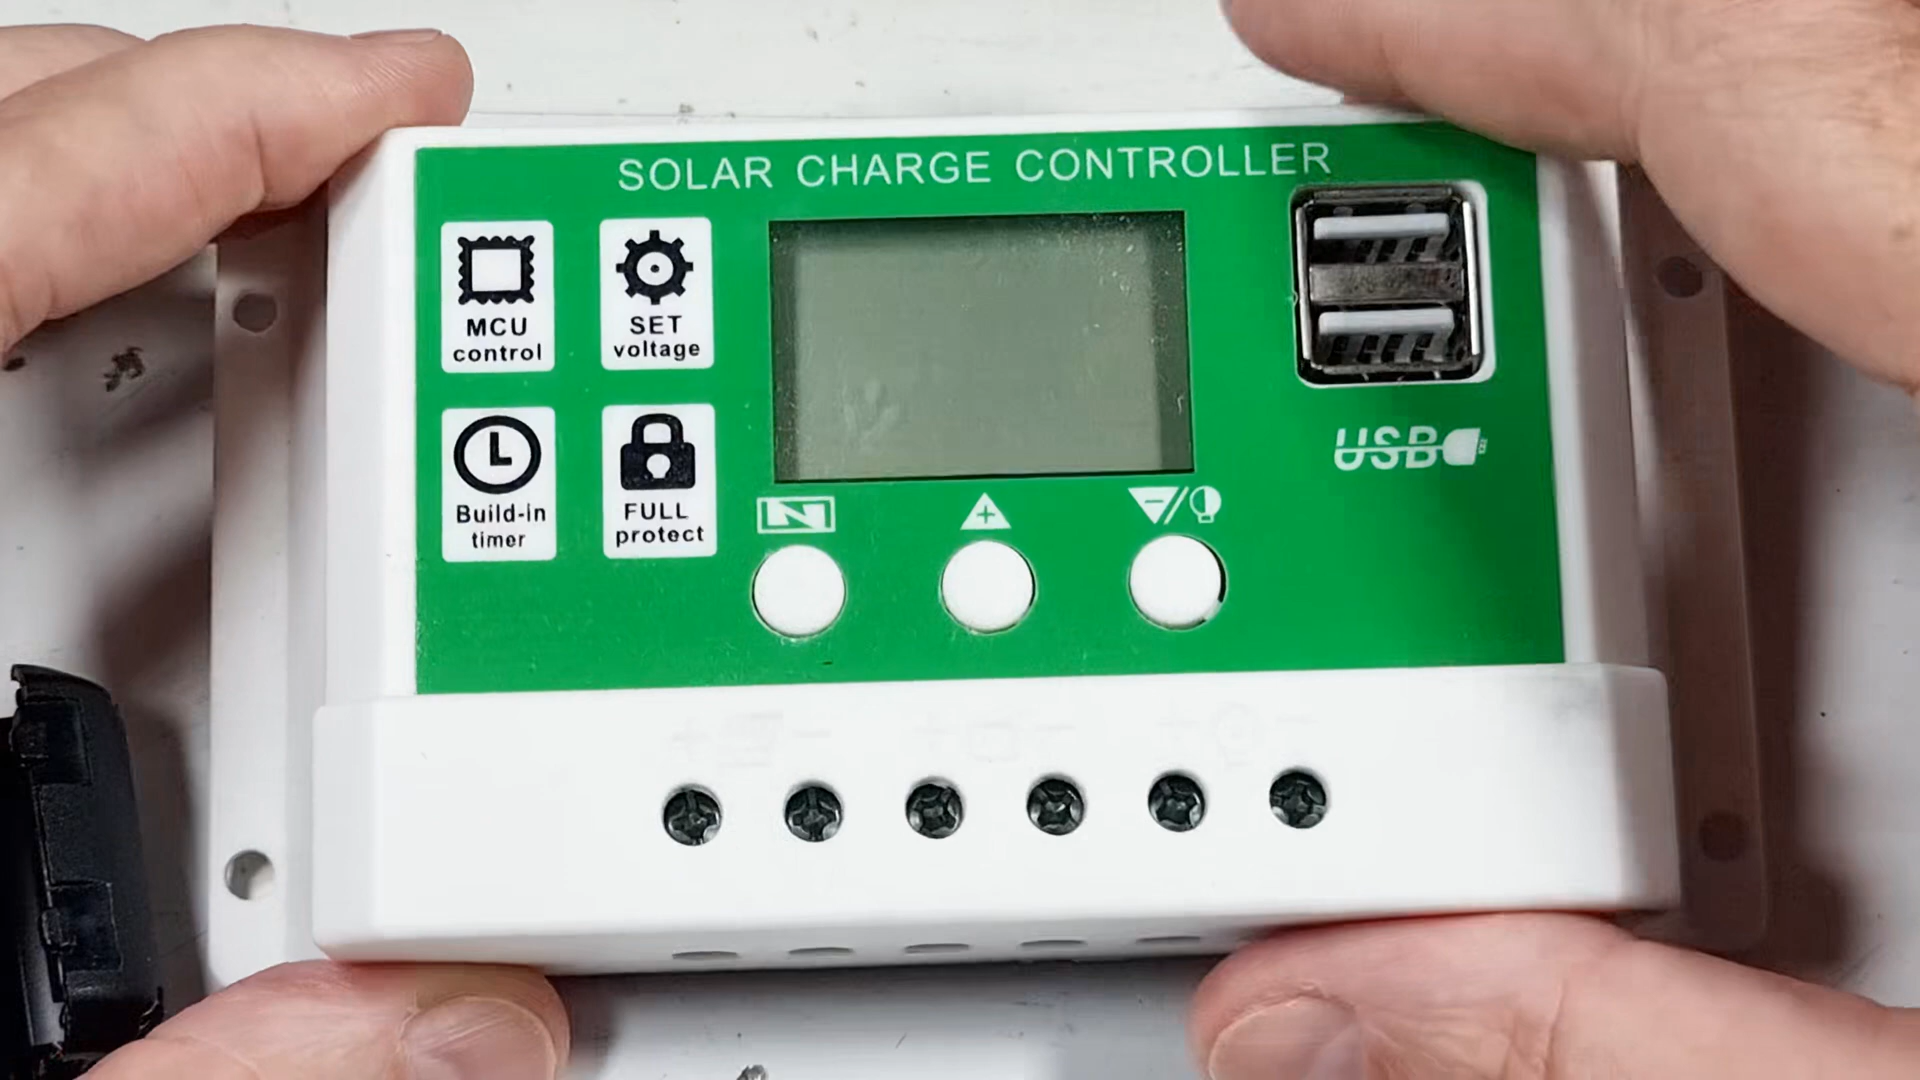 SOLAR CHARGE CONTROLLER
MCU
control
SET
voltage
Build-in
timer
FULL
protect
USB
+
−/
+ −
+ −
+ −